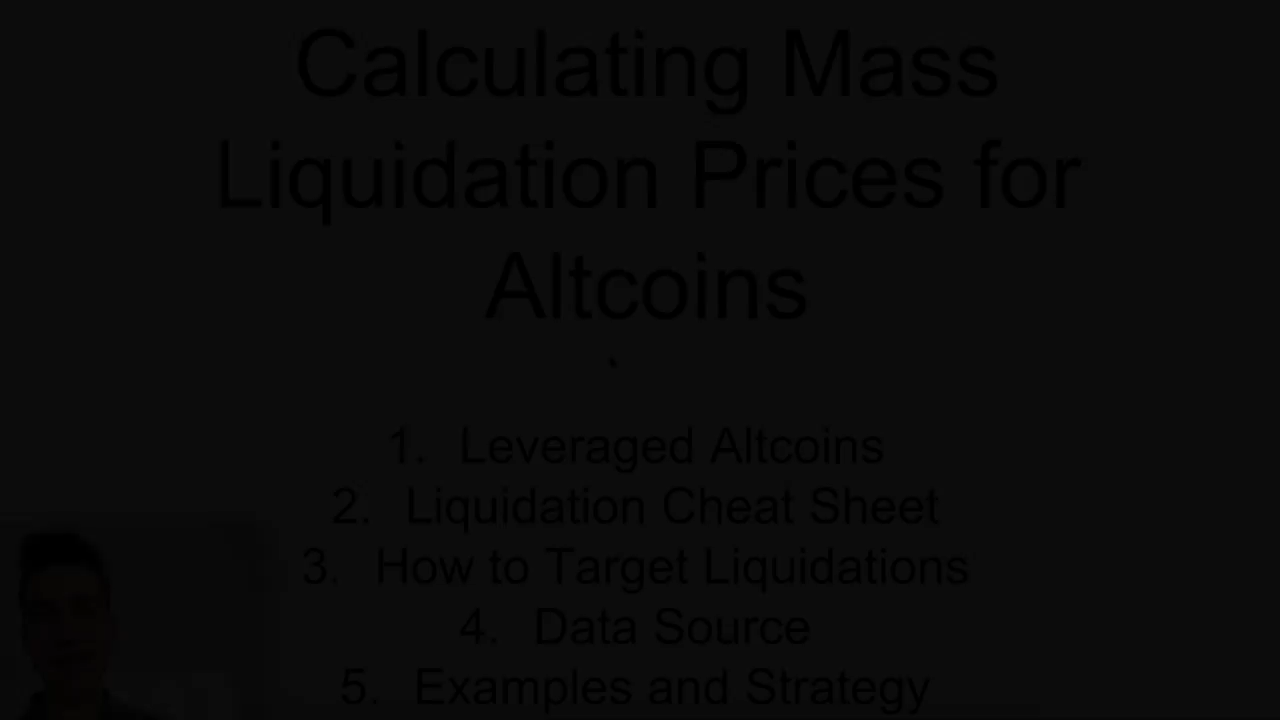 Calculating Mass
Liquidation Prices for
Altcoins
1. Leveraged Altcoins
2. Liquidation Cheat Sheet
3. How to Target Liquidations
4. Data Source
5. Examples and Strategy